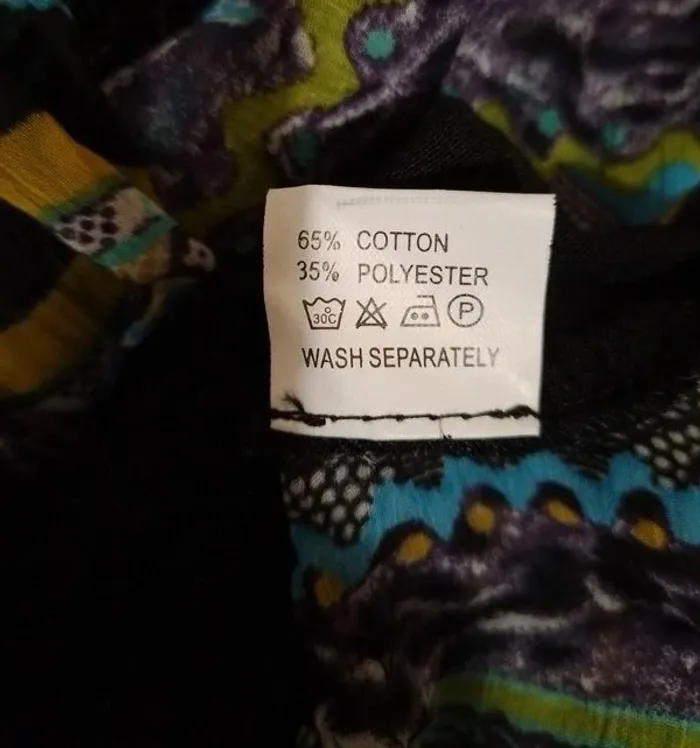 65% COTTON
35% POLYESTER
30C P
WASH SEPARATELY